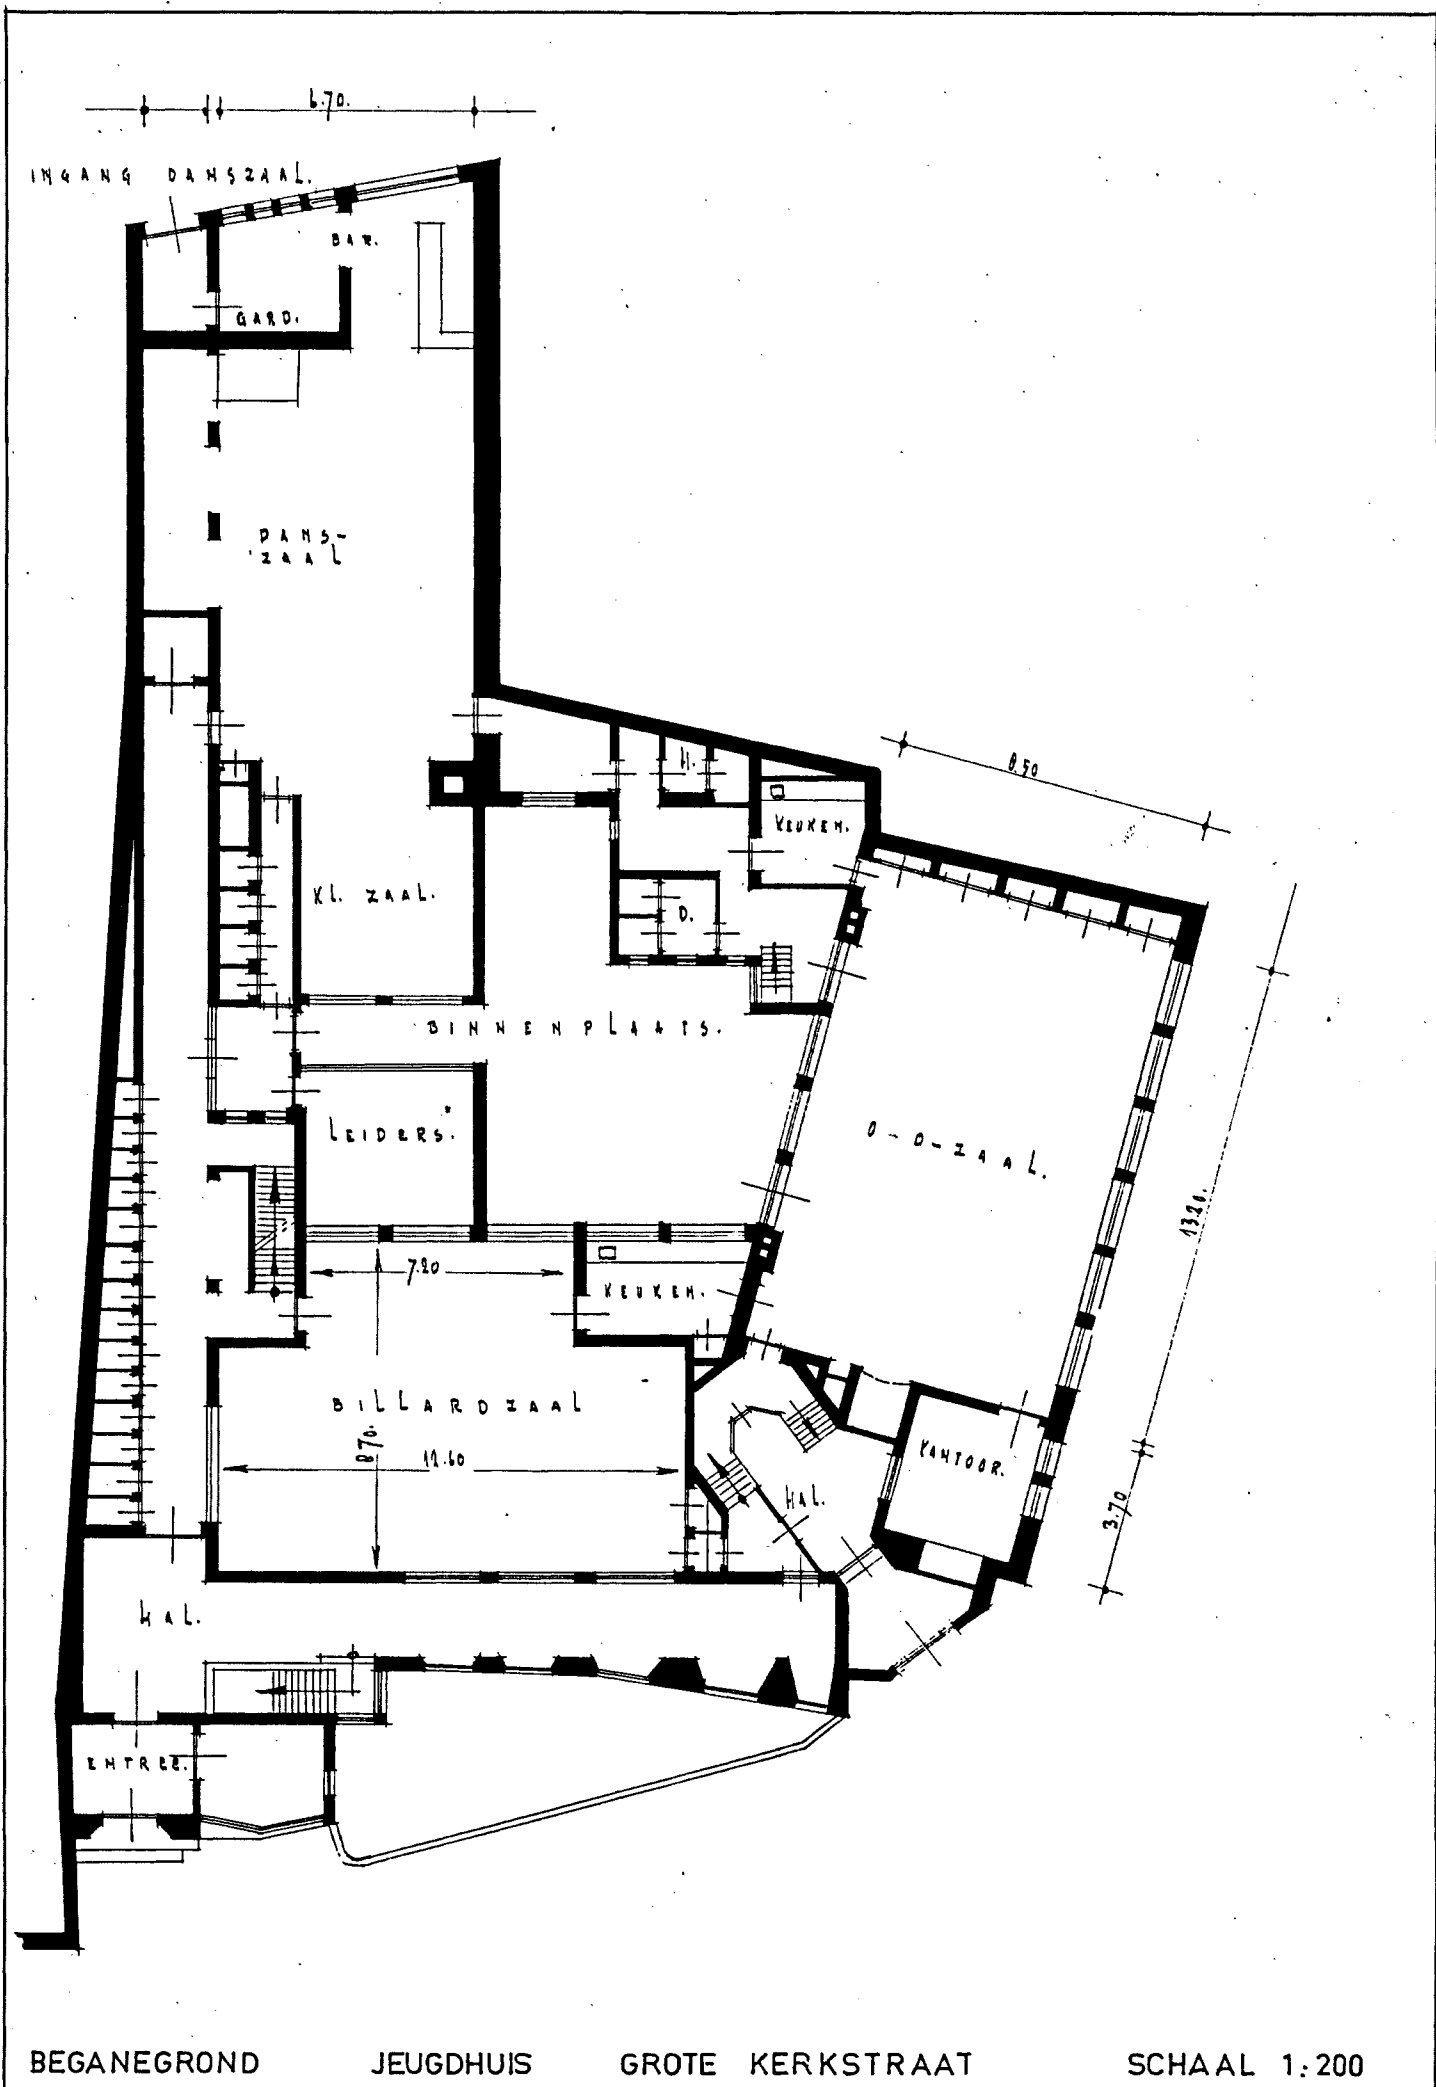 6.70.
INGANG DANSZAAL.
BAR.
GARD.
DANS-
ZAAL
H.
KEUKEN.
8.50
KL. ZAAL.
D.
BINNENPLAATS.
LEIDERS.
O-O-ZAAL.
13.20.
7.20
KEUKEN.
BILLARDZAAL
8.70.
12.60
KANTOOR.
HAL.
3.70
HAL.
ENTREE.
BEGANEGROND JEUGDHUIS GROTE KERKSTRAAT SCHAAL 1:200